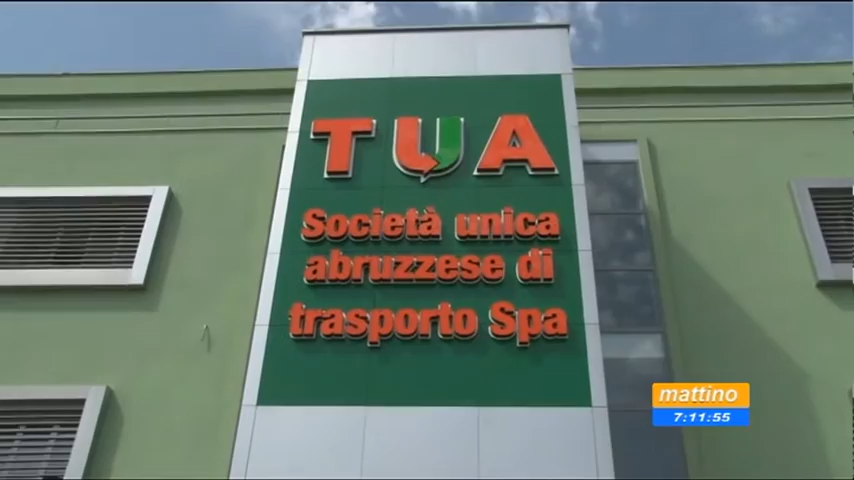 TUA
Società unica
abruzzese di
trasporto Spa
mattino
7:11:55